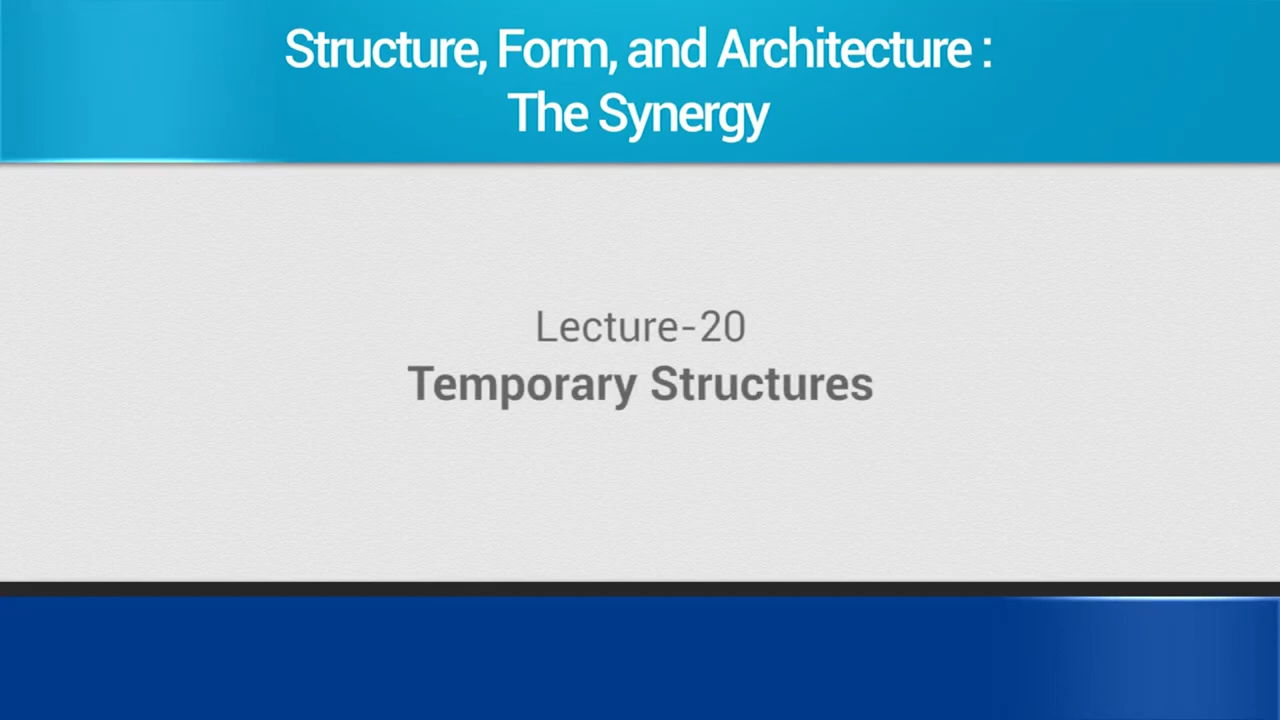 Structure, Form, and Architecture :
The Synergy
Lecture-20
Temporary Structures